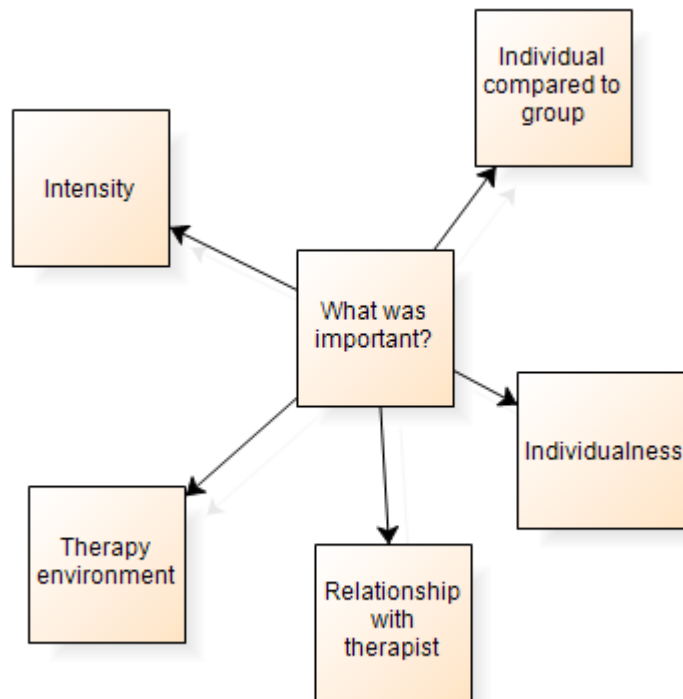 Individual
compared to
group
Intensity
What was
important?
Individualness
Therapy
environment
Relationship
with
therapist